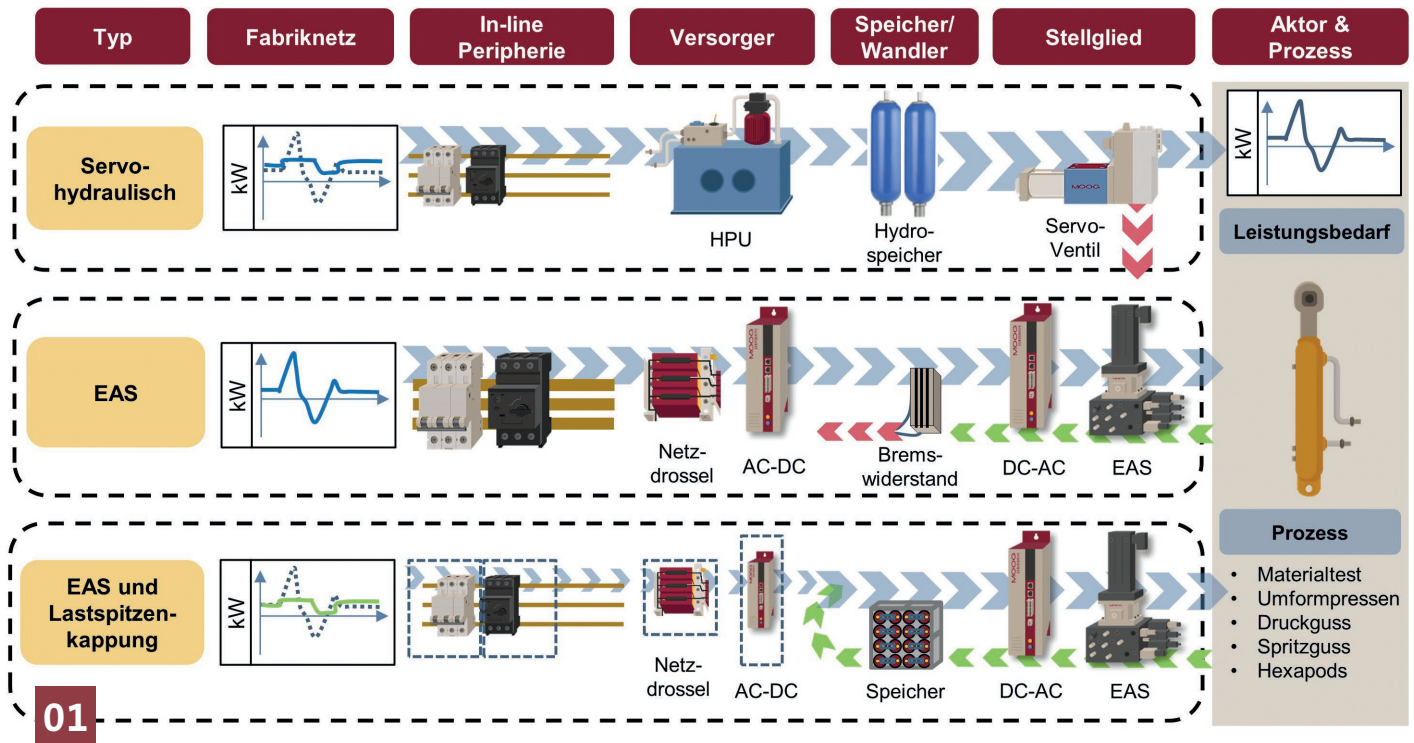 Typ
Fabriknetz
In-line
Peripherie
Versorger
Speicher/
Wandler
Stellglied
Aktor &
Prozess
Servo-
hydraulisch
kW
HPU
Hydro-
speicher
MOOG
Servo-
Ventil
kW
Leistungsbedarf
EAS
kW
Netz-
drossel
AC-DC
Brems-
widerstand
MOOG
DC-AC
EAS
EAS und
Lastspitzen-
kappung
kW
Netz-
drossel
AC-DC
Speicher
MOOG
DC-AC
EAS
Prozess
• Materialtest
• Umformpressen
• Druckguss
• Spritzguss
• Hexapods
01